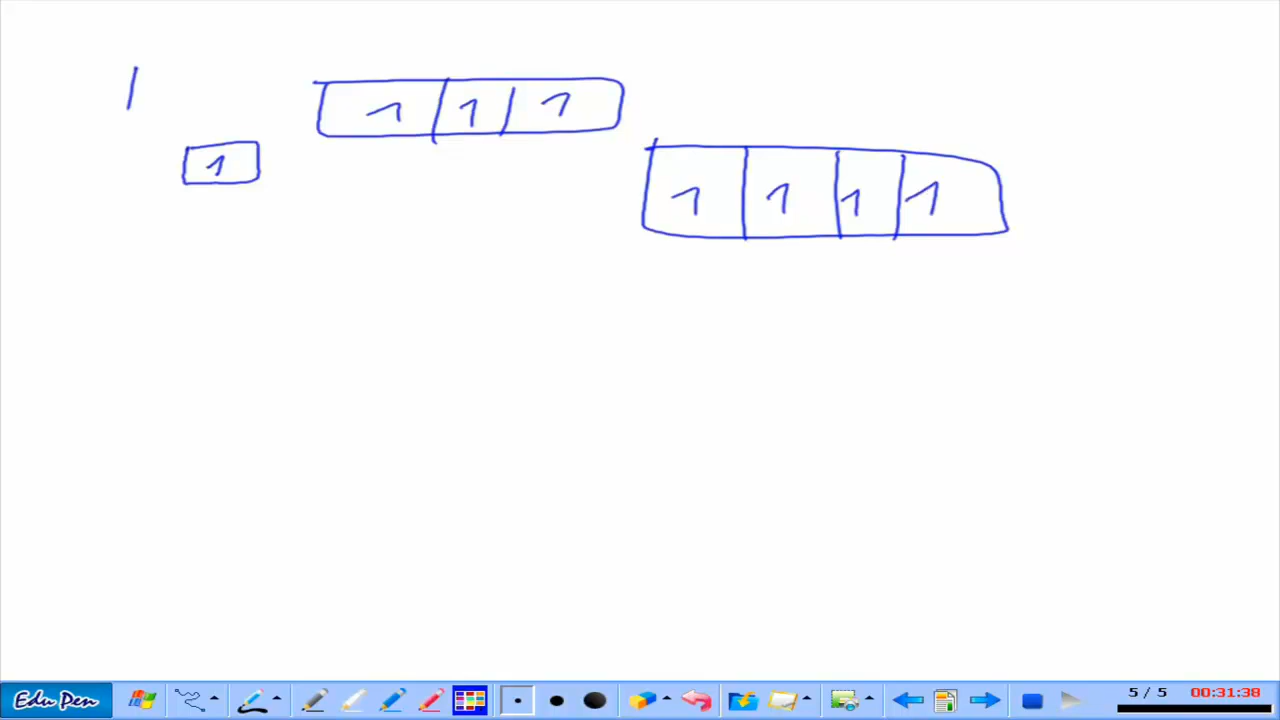 1
1 1 1
1
1 1 1 1
Edu Pen
5 / 5 00:31:38